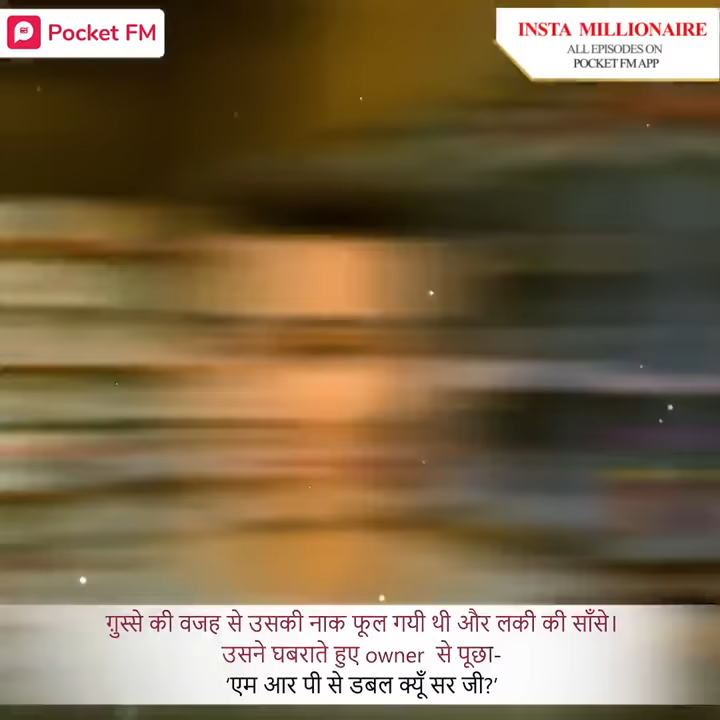 Pocket FM
INSTA MILLIONAIRE
ALL EPISODES ON
POCKET FM APP
गुस्से की वजह से उसकी नाक फूल गयी थी और लकी की साँसे।
उसने घबराते हुए owner से पूछा-
‘एम आर पी से डबल क्यूँ सर जी?’